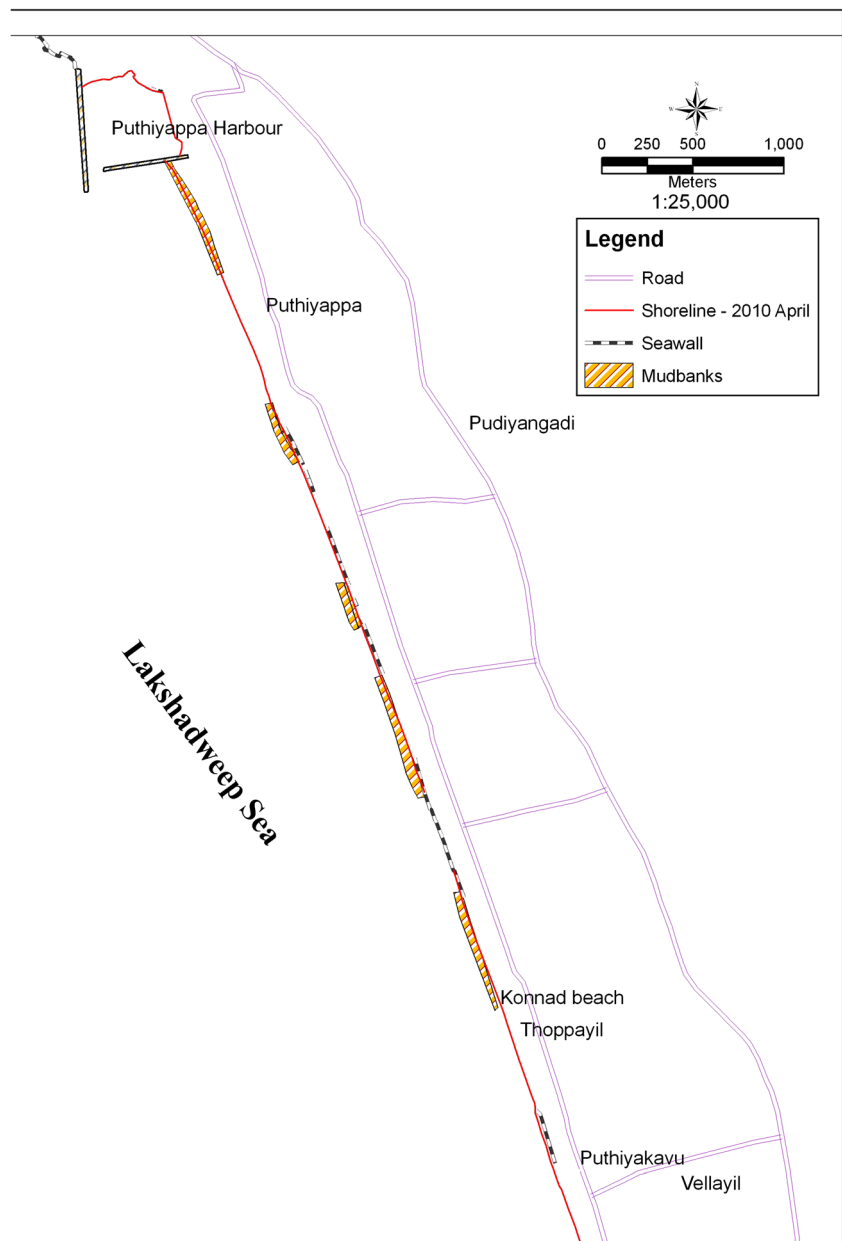 N
W
E
S
Puthiyappa Harbour
0 250 500 1,000
Meters
1:25,000
Legend
Road
Shoreline - 2010 April
Seawall
Mudbanks
Puthiyappa
Pudiyangadi
Lakshadweep Sea
Konnad beach
Thoppayil
Puthiyakavu
Vellayil